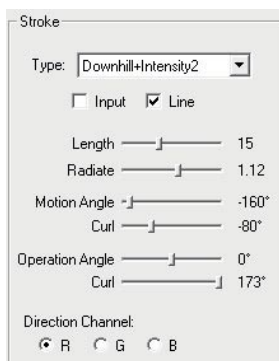 Stroke
Type: Downhill+Intensity2
Input Line
Length 15
Radiate 1.12
Motion Angle -160°
Curl -80°
Operation Angle 0°
Curl 173°
Direction Channel:
R G B